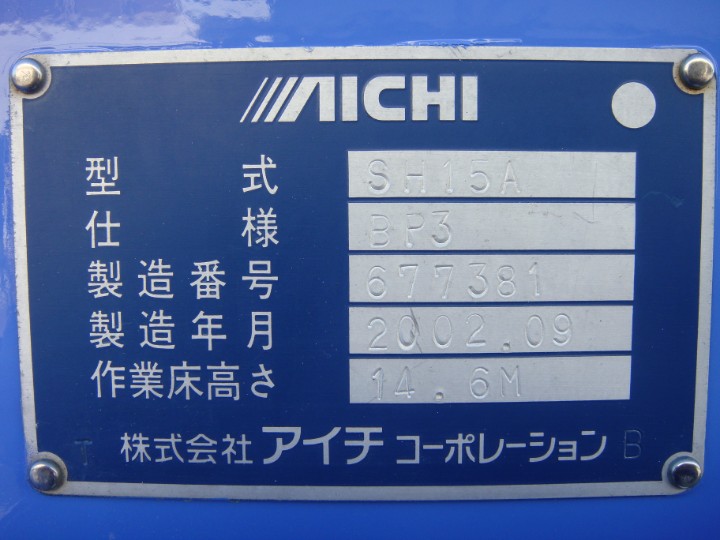 AICHI
型式 SH15A
仕様 BP3
製造番号 677381
製造年月 2002.09
作業床高さ 14.6M
T 株式会社 アイチ コーポレーション B